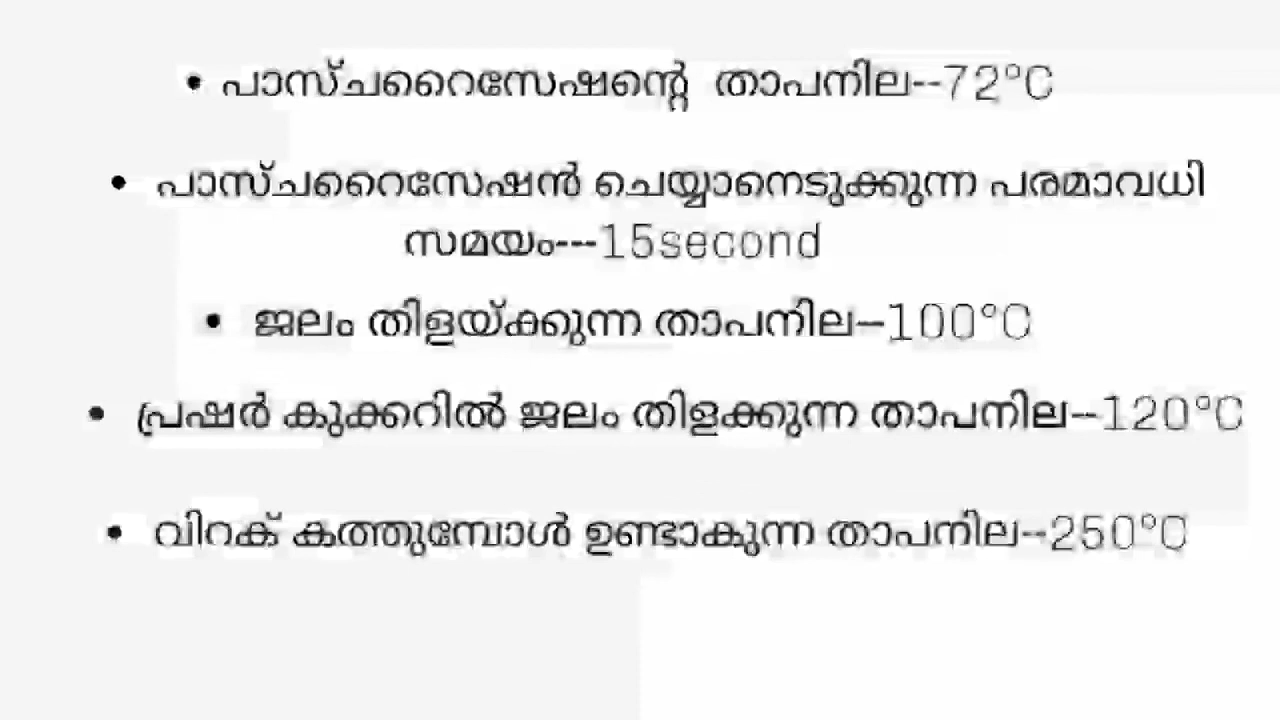 • പാസ്ചറൈസേഷന്റെ താപനില--72°C
• പാസ്ചറൈസേഷൻ ചെയ്യാനെടുക്കുന്ന പരമാവധി
സമയം---15second
• ജലം തിളയ്ക്കുന്ന താപനില--100°C
• പ്രഷർ കുക്കറിൽ ജലം തിളക്കുന്ന താപനില--120°C
• വിറക് കത്തുമ്പോൾ ഉണ്ടാകുന്ന താപനില--250°C